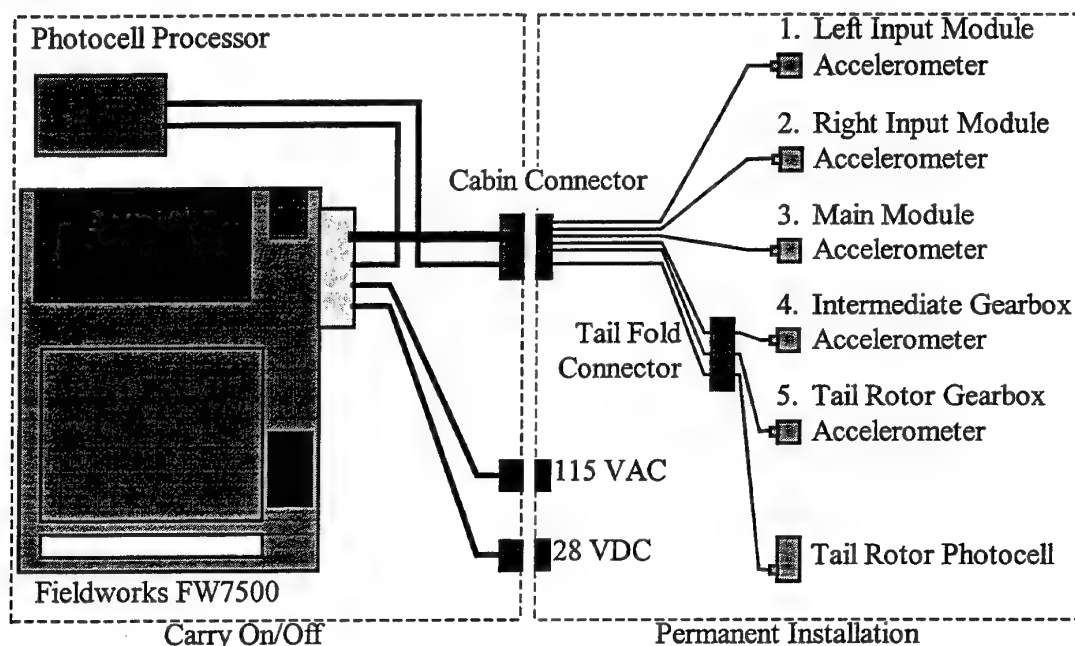 Photocell Processor
Fieldworks FW7500
Carry On/Off
Cabin Connector
Tail Fold
Connector
115 VAC
28 VDC
1. Left Input Module
Accelerometer
2. Right Input Module
Accelerometer
3. Main Module
Accelerometer
4. Intermediate Gearbox
Accelerometer
5. Tail Rotor Gearbox
Accelerometer
Tail Rotor Photocell
Permanent Installation